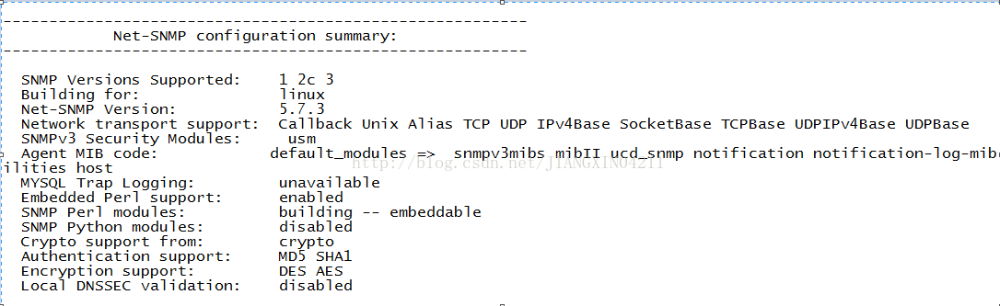 ---------------------------------------------------------
Net-SNMP configuration summary:
---------------------------------------------------------
SNMP Versions Supported: 1 2c 3
Building for: linux
Net-SNMP Version: 5.7.3
Network transport support: Callback Unix Alias TCP UDP IPv4Base SocketBase TCPBase UDPIPv4Base UDPBase
SNMPv3 Security Modules: usm
Agent MIB code: default_modules => snmpv3mibs mibII ucd_snmp notification notification-log-mib
ilities host
http://blog.csdn.net/JIANGXIN04211
MYSQL Trap Logging: unavailable
Embedded Perl support: enabled
SNMP Perl modules: building -- embeddable
SNMP Python modules: disabled
Crypto support from: crypto
Authentication support: MD5 SHA1
Encryption support: DES AES
Local DNSSEC validation: disabled